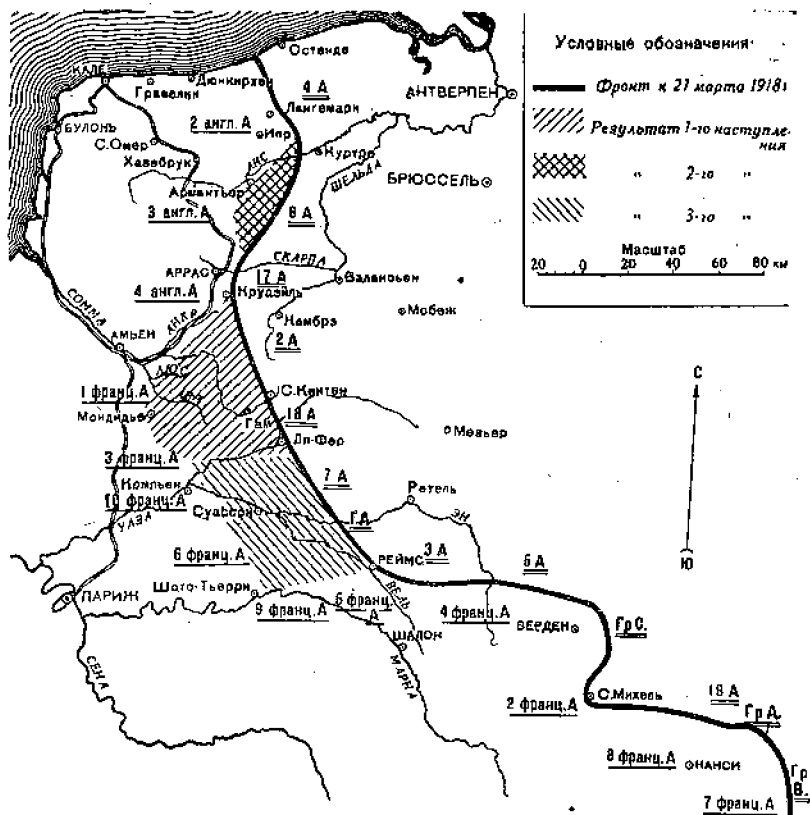 Условные обозначения:
Фронт к 21 марта 1918г
Результат 1-го наступления
" 2-го "
" 3-го "
Масштаб
20 0 20 40 60 80 км
Остенде
КАЛЕ
Дюнкирхен
Гравелин
4 А
АНТВЕРПЕН
Лангемарк
2 англ. А
Ипр
БУЛОНЬ
С.Омер
Хазебрук
ЛИС
Куртрэ
ШЕЛЬДА
БРЮССЕЛЬ
Армантьер
3 англ. А
6 А
СКАРПА
АРРАС
17 А
Валансьен
4 англ. А
Круазиль
СОММА
АНКР
Камбрэ
Мобеж
АМЬЕН
2 А
С
ЛЮС
С.Кантен
1 франц. А
Мондидье
Гам
18 А
Мезьер
Ла-Фер
3 франц. А
7 А
Компьен
10 франц. А
Ретель
ЭН
УАЗА
Суассон
1 А
Ю
6 франц. А
РЕЙМС
3 А
5 А
Шато-Тьерри
ПАРИЖ
9 франц. А
5 франц. А
ВЕЛЬ
4 франц. А
ВЕРДЕН
Гр С.
ШАЛОН
СЕНА
МАРНА
С.Михель
2 франц. А
19 А
Гр А.
8 франц. А
НАНСИ
Гр В.
7 франц. А